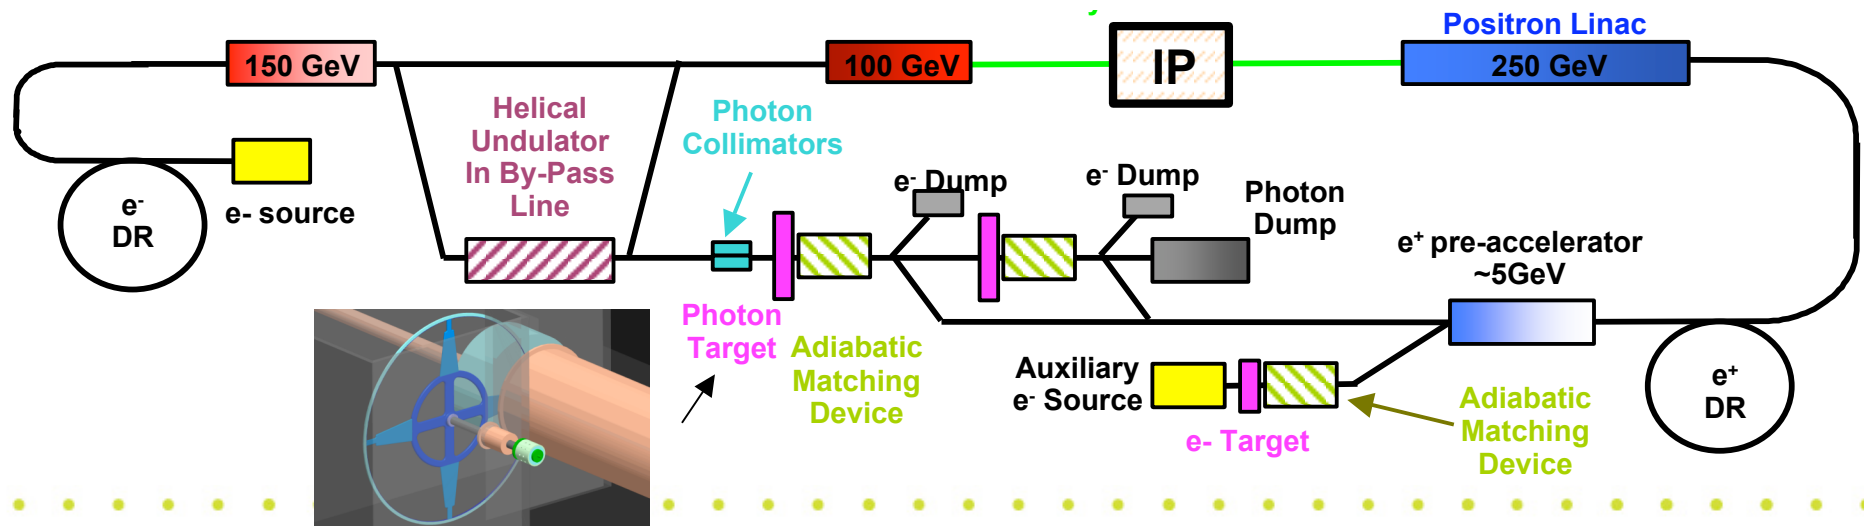 Positron Linac
150 GeV
100 GeV
IP
250 GeV
Helical
Undulator
In By-Pass
Line
Photon
Collimators
e- Dump
e- Dump
Photon
Dump
e-
DR
e- source
e+ pre-accelerator
~5GeV
Photon
Target
Adiabatic
Matching
Device
Auxiliary
e- Source
e- Target
Adiabatic
Matching
Device
e+
DR